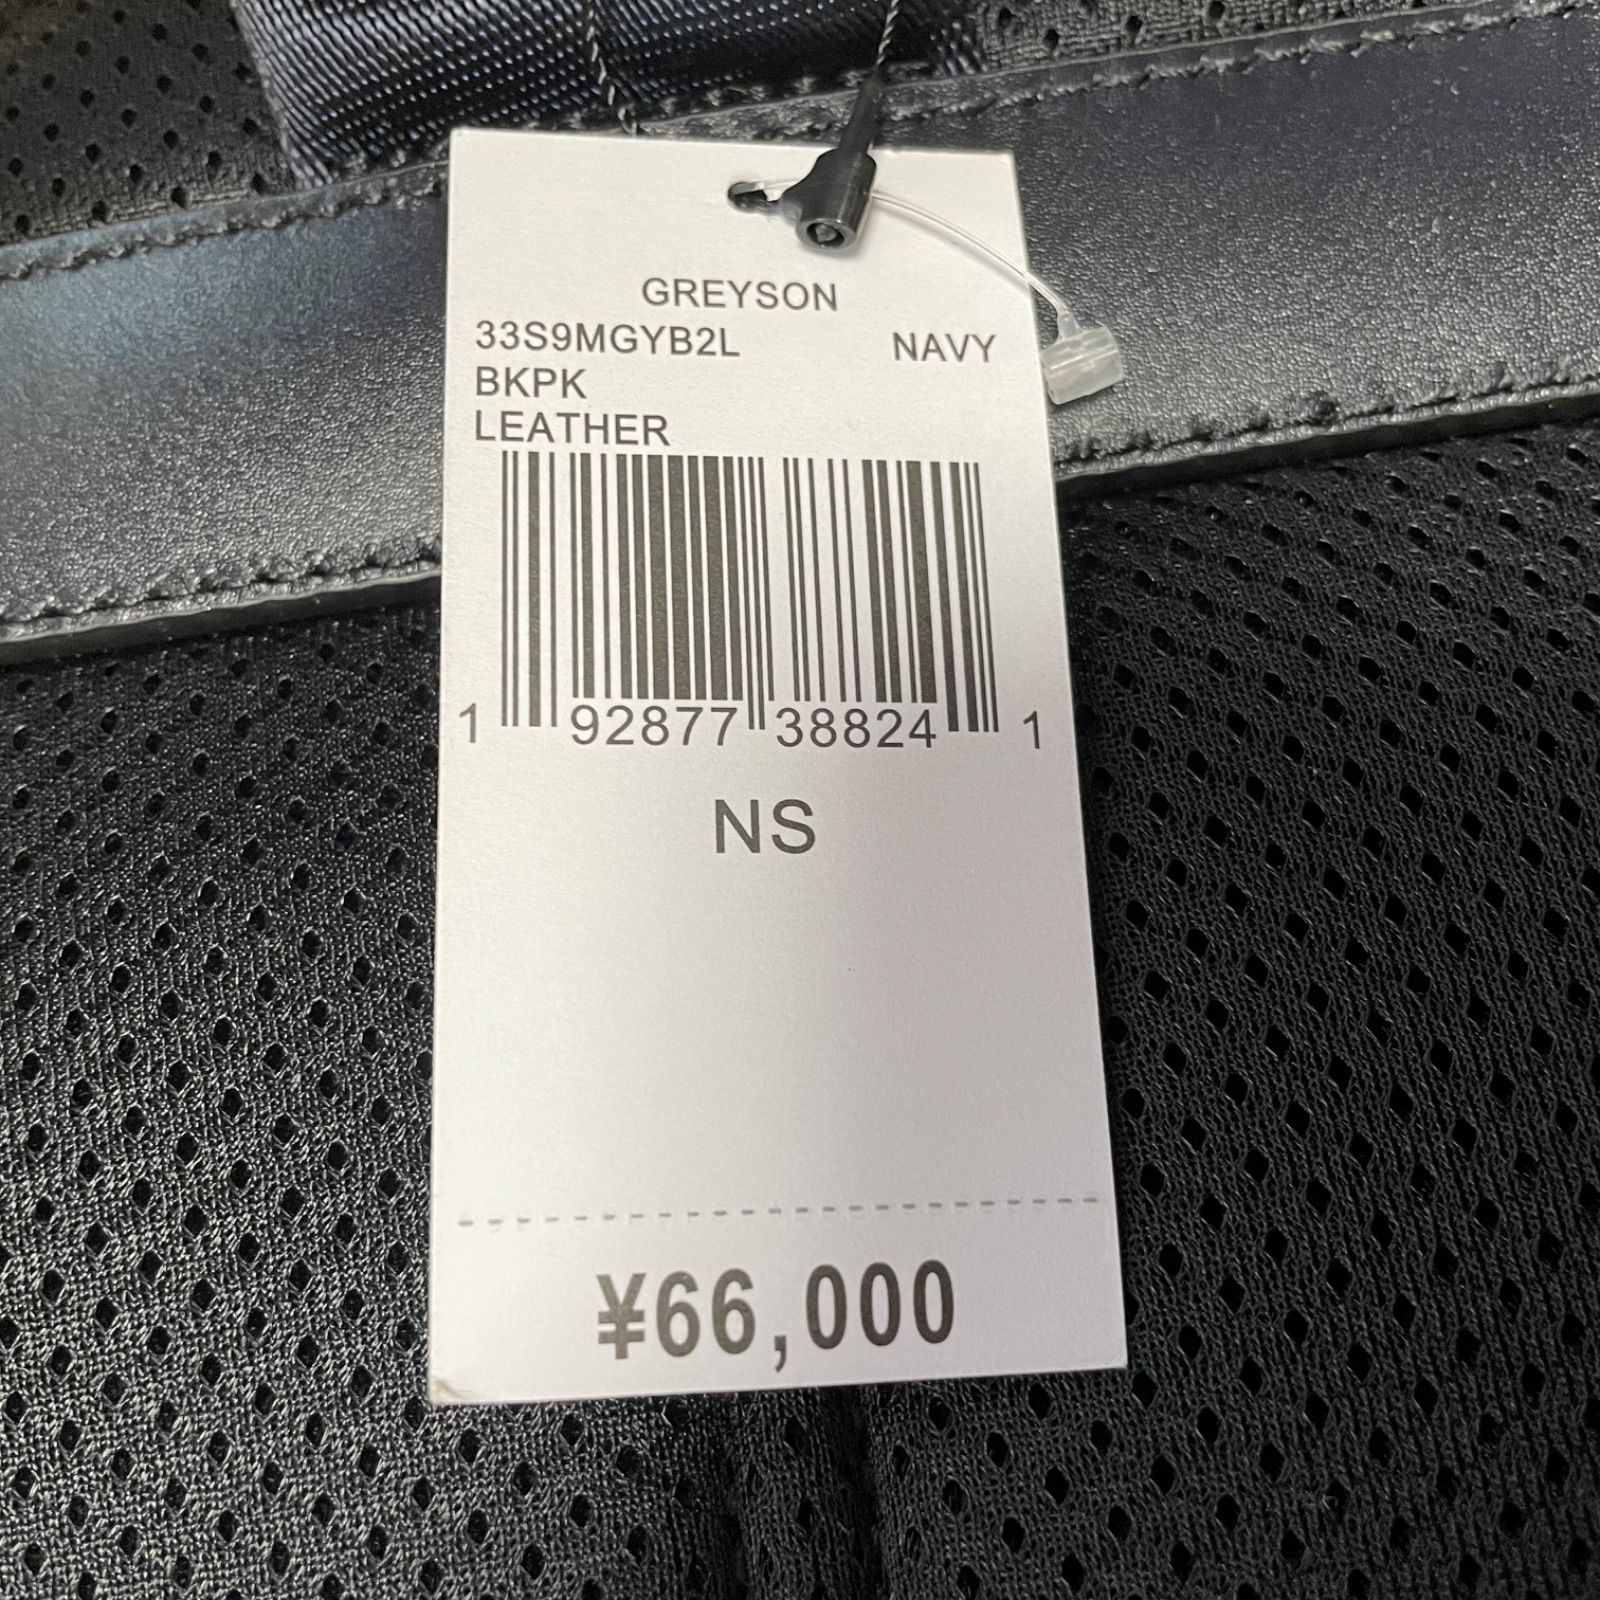 GREYSON
33S9MGYB2L NAVY
BKPK
LEATHER
1 92877 38824 1
NS
¥66,000